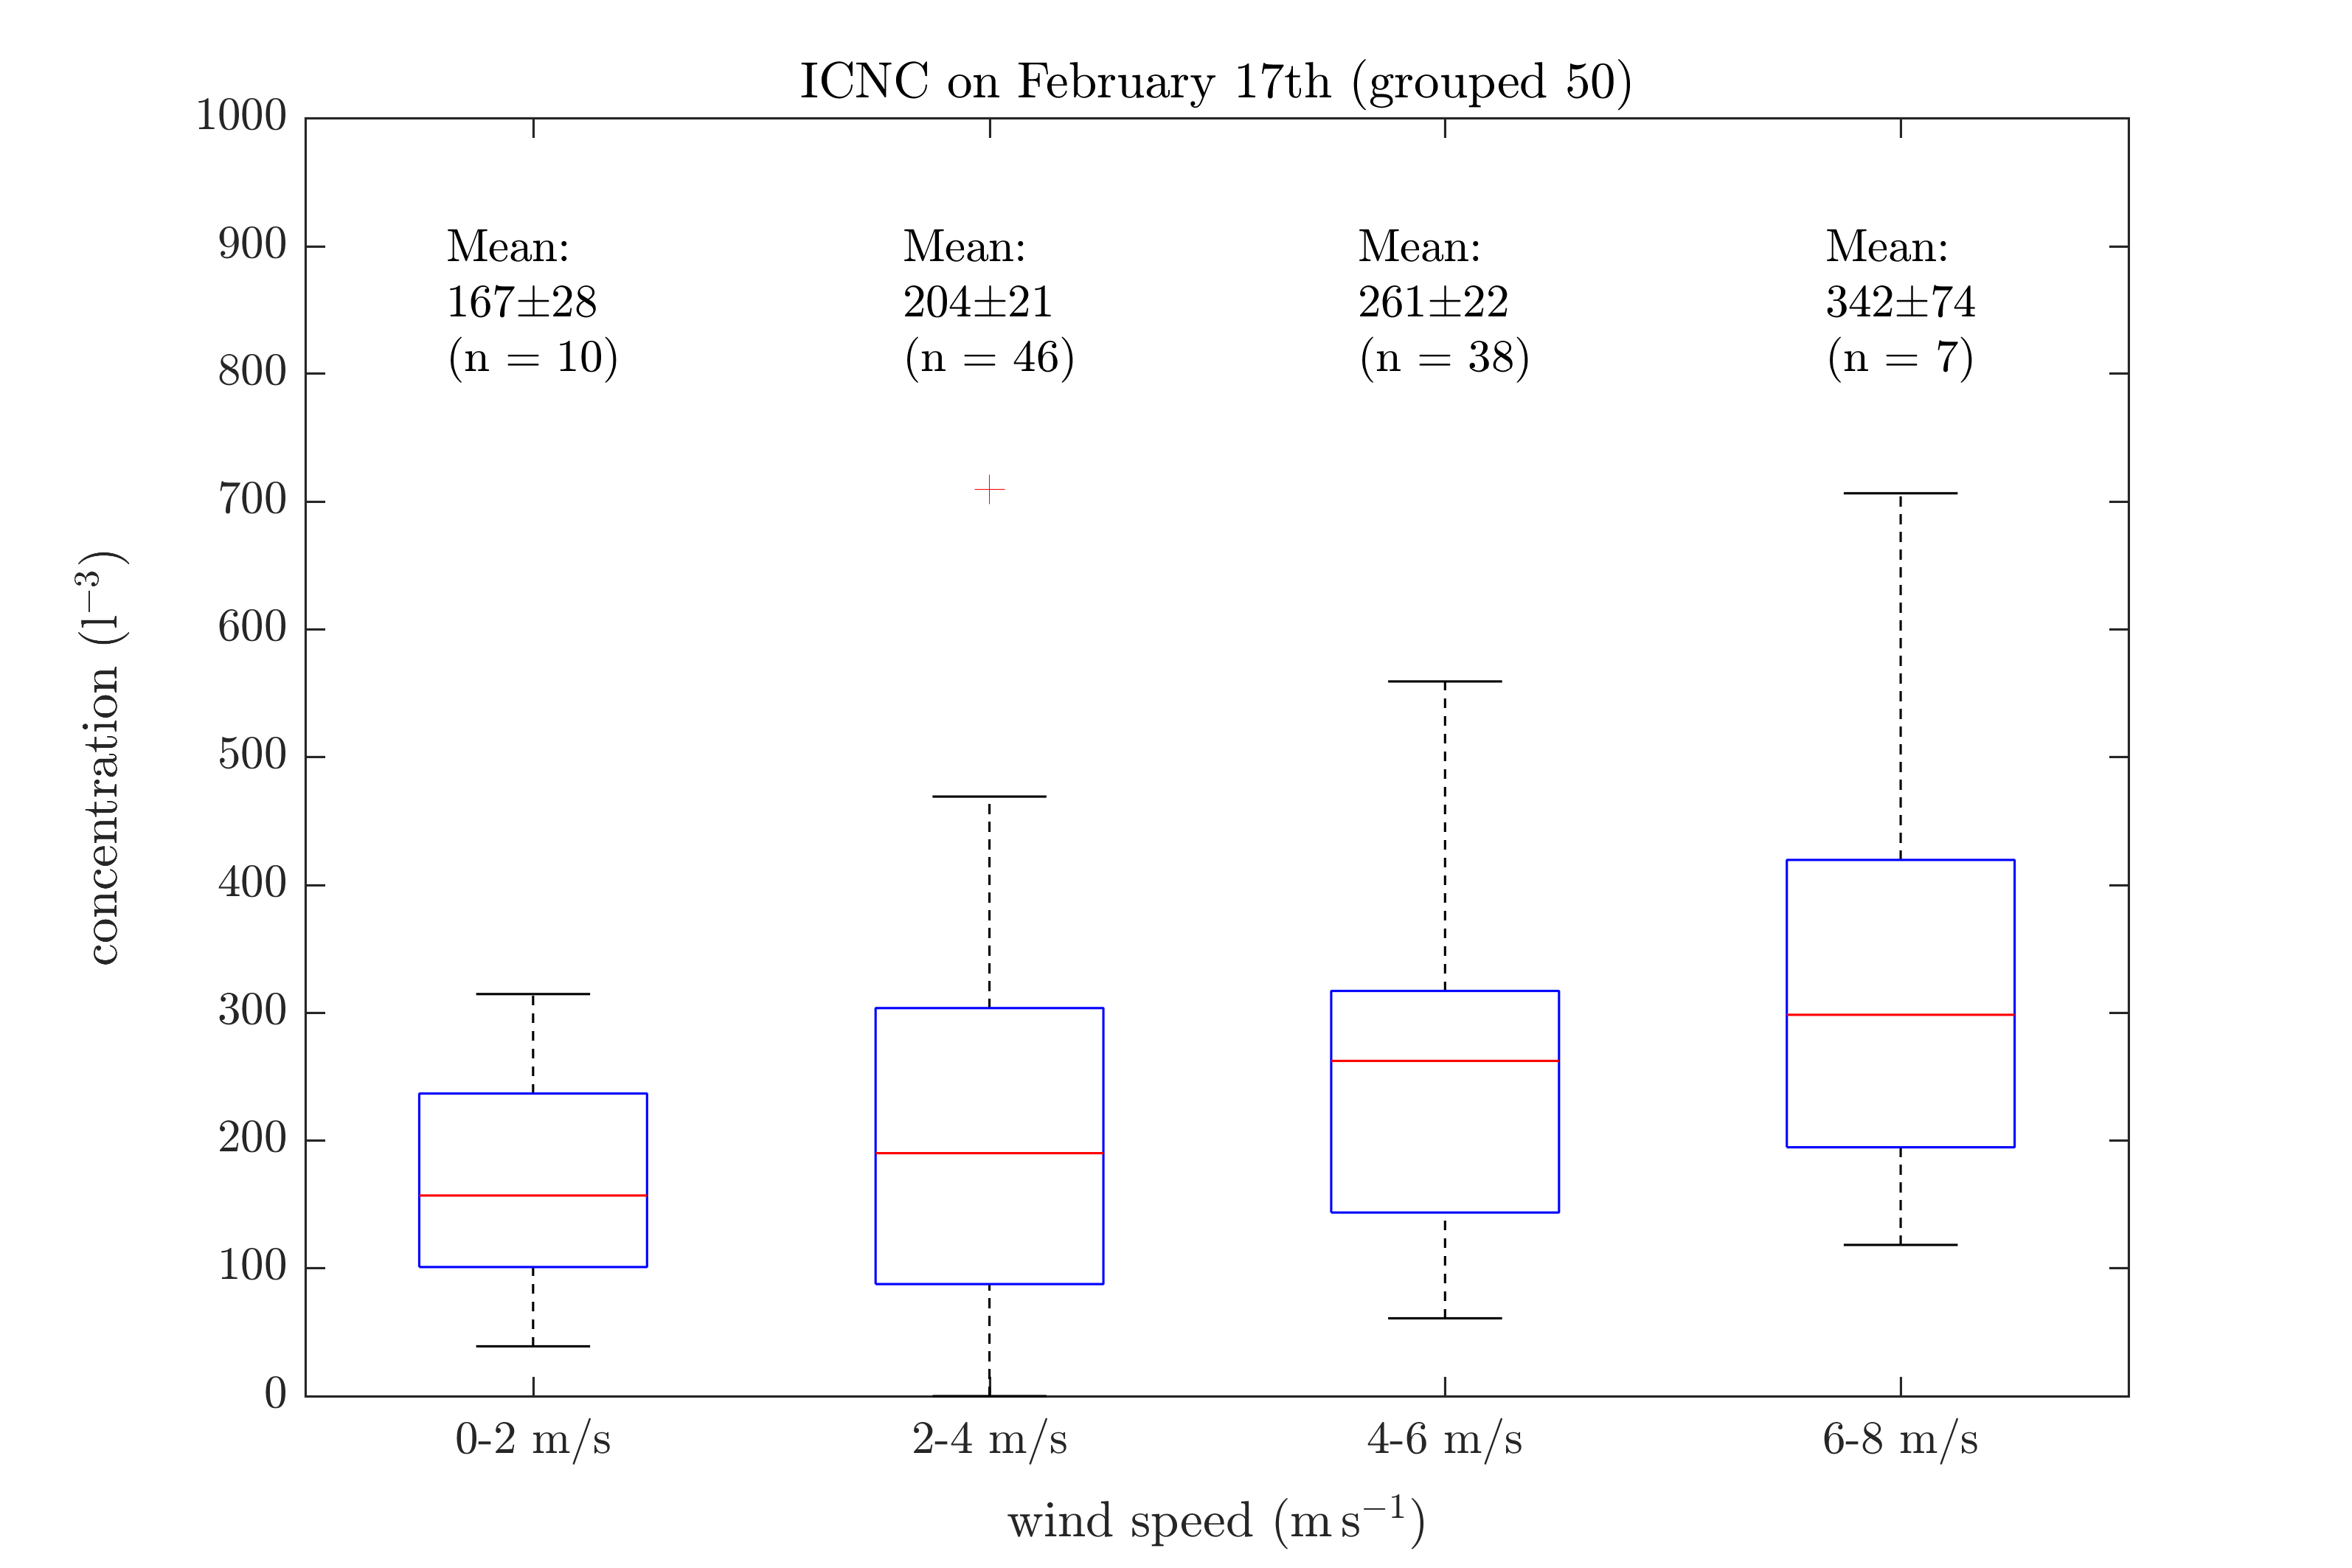 ICNC on February 17th (grouped 50)
1000
900
800
700
600
500
400
300
200
100
0
concentration (l⁻³)
Mean:
167±28
(n = 10)
Mean:
204±21
(n = 46)
Mean:
261±22
(n = 38)
Mean:
342±74
(n = 7)
0-2 m/s
2-4 m/s
4-6 m/s
6-8 m/s
wind speed (m s⁻¹)